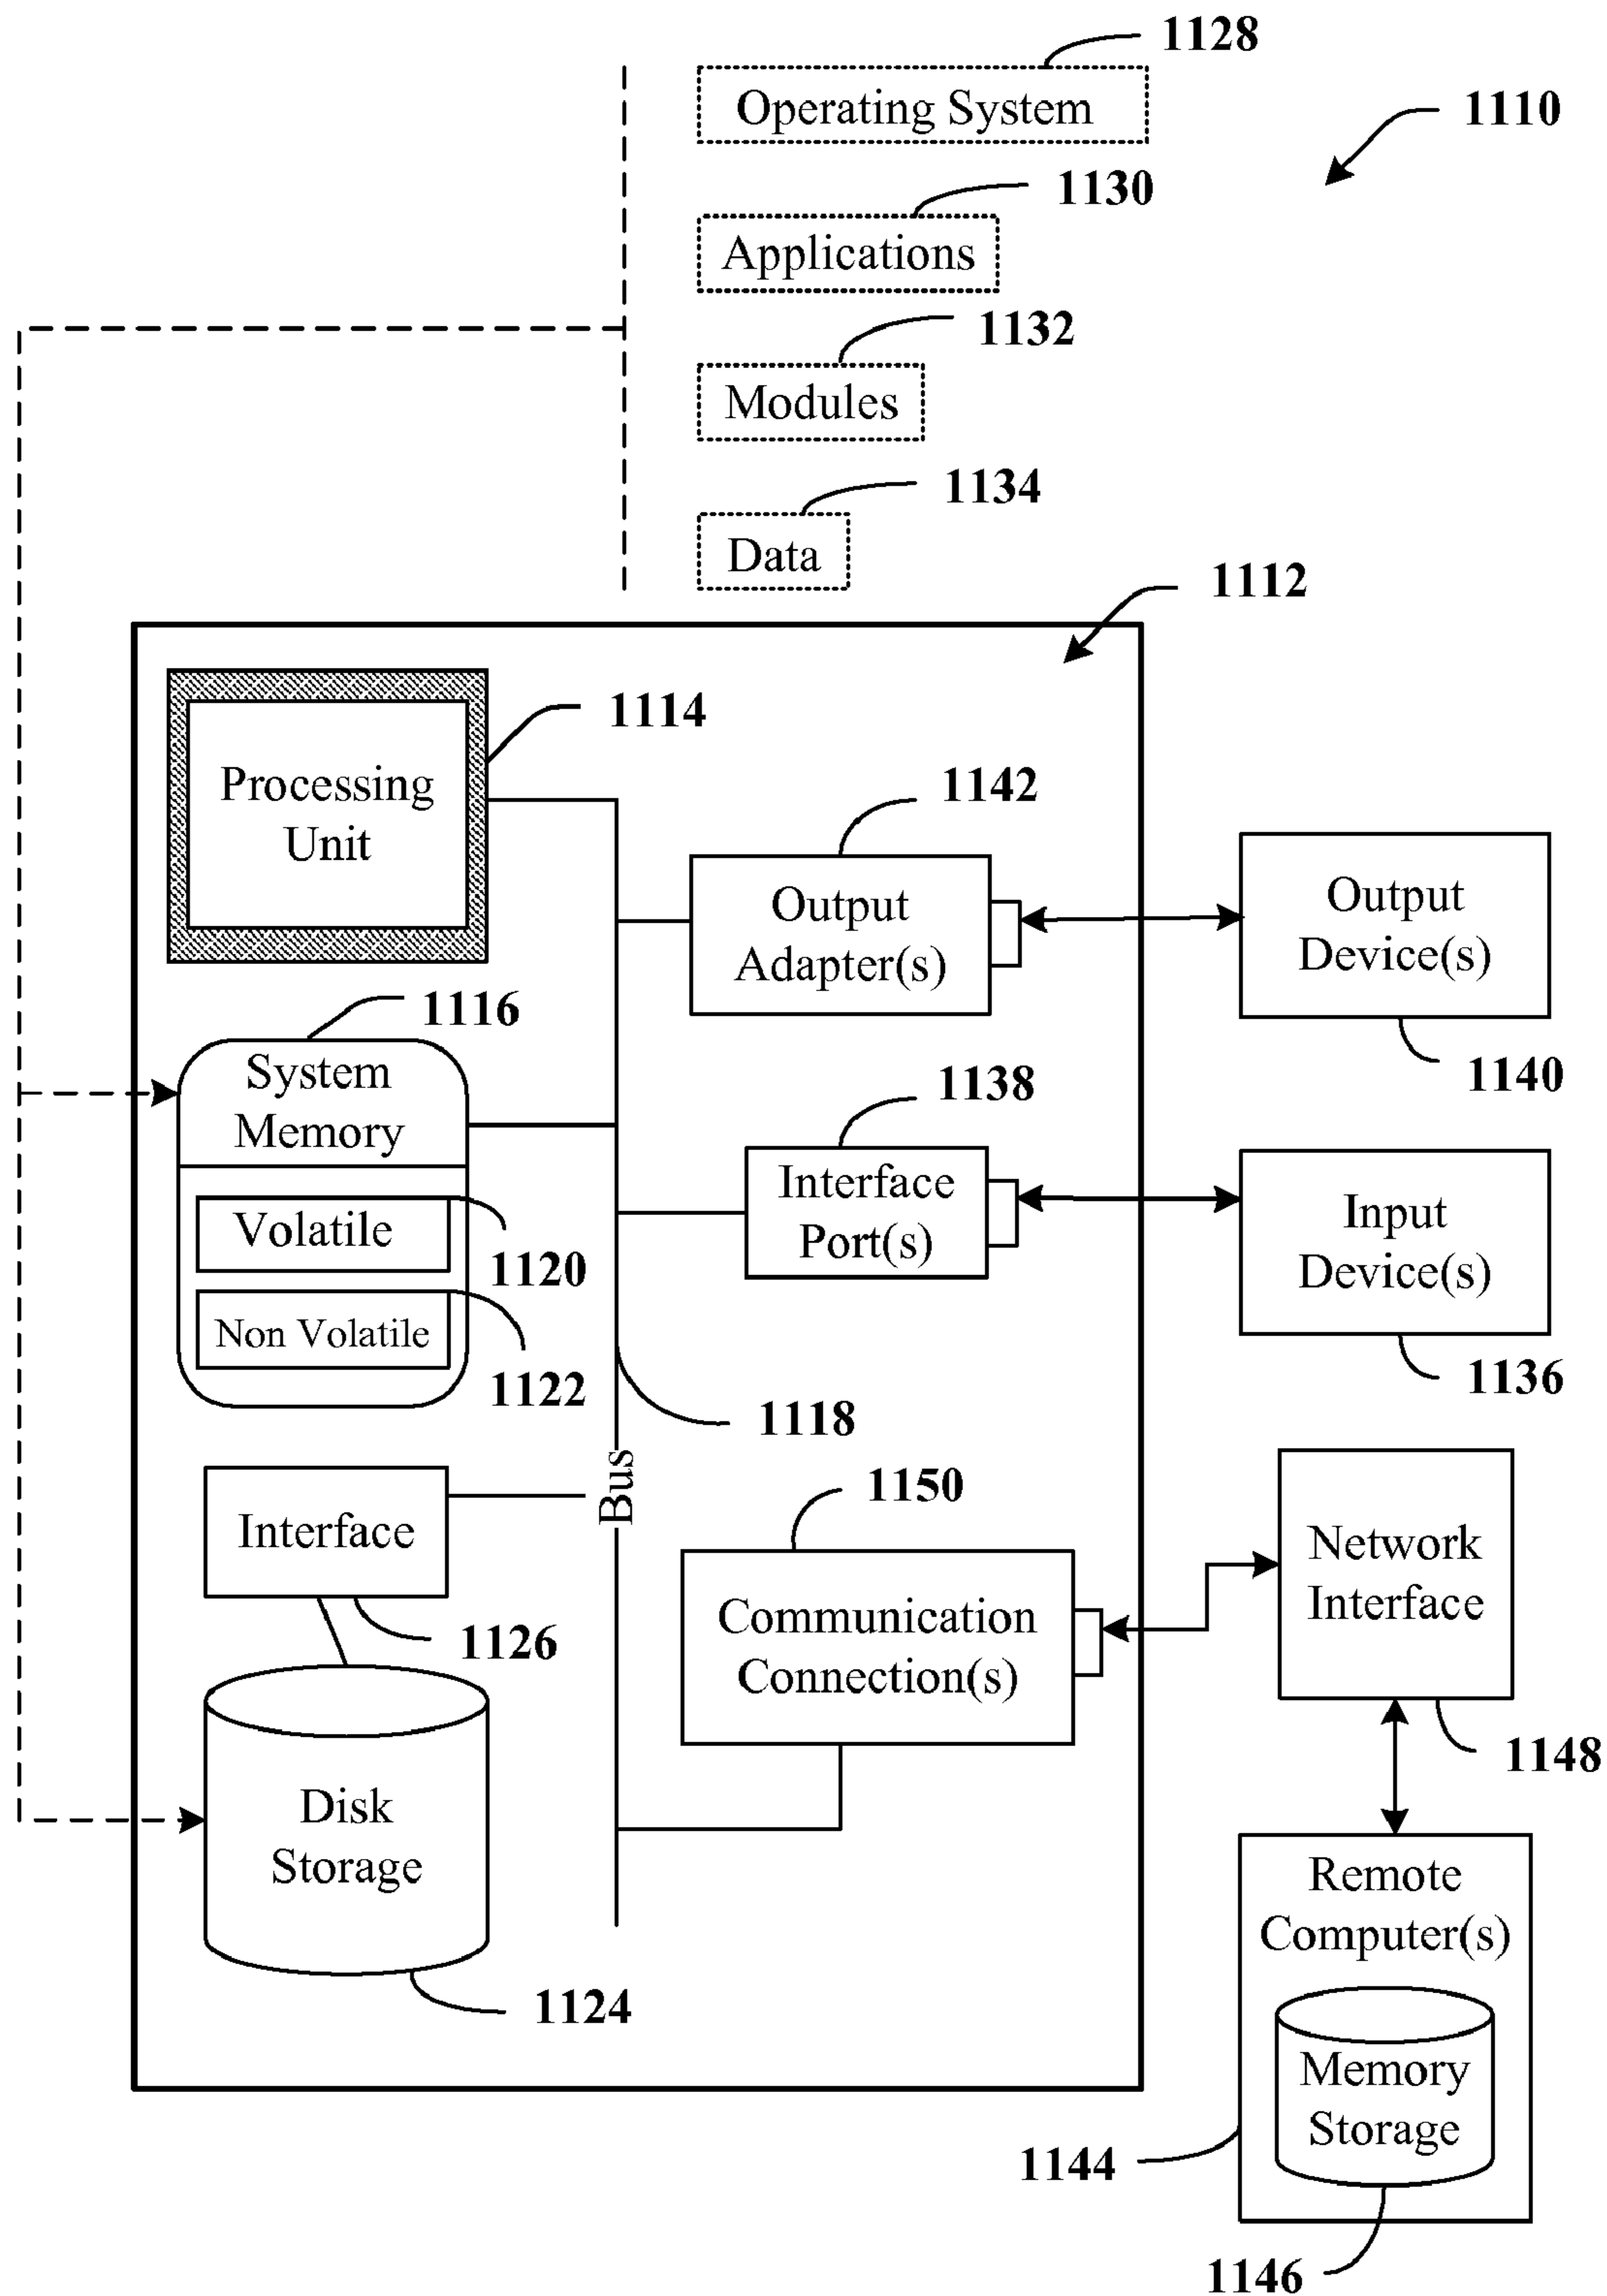 1128
Operating System
1110
1130
Applications
1132
Modules
1134
Data
1112
1114
Processing
Unit
1142
Output
Adapter(s)
Output
Device(s)
1140
1116
System
Memory
1138
Interface
Port(s)
Input
Device(s)
1136
Volatile
1120
Non Volatile
1122
1118
Bus
Interface
1126
1150
Communication
Connection(s)
Network
Interface
1148
Disk
Storage
1124
Remote
Computer(s)
Memory
Storage
1144
1146